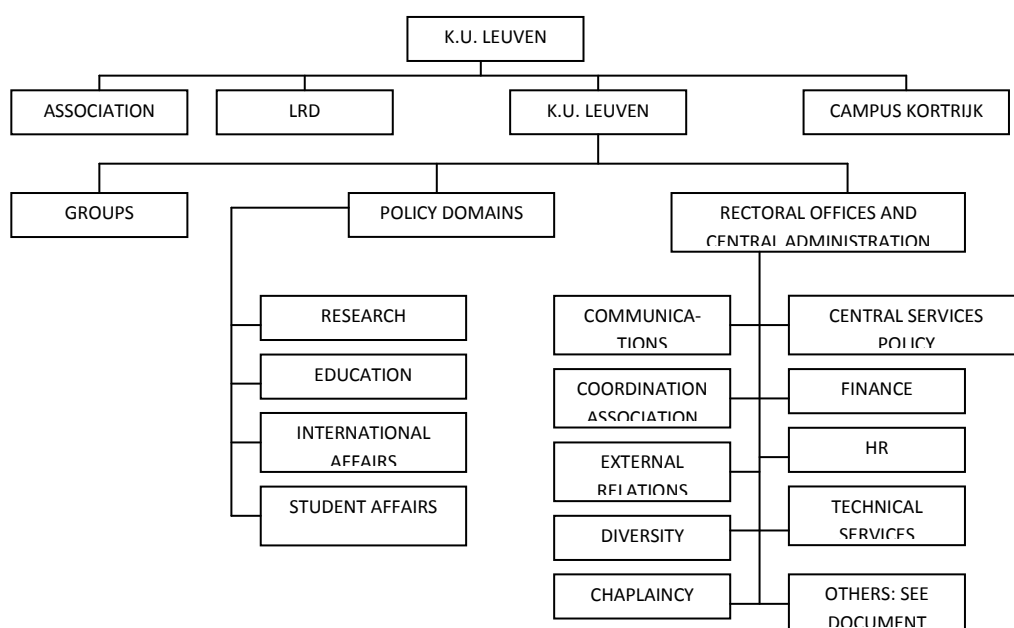 K.U. LEUVEN
ASSOCIATION
LRD
K.U. LEUVEN
CAMPUS KORTRIJK
GROUPS
POLICY DOMAINS
RECTORAL OFFICES AND
CENTRAL ADMINISTRATION
RESEARCH
EDUCATION
INTERNATIONAL
AFFAIRS
STUDENT AFFAIRS
COMMUNICA-
TIONS
COORDINATION
ASSOCIATION
EXTERNAL
RELATIONS
DIVERSITY
CHAPLAINCY
CENTRAL SERVICES
POLICY
FINANCE
HR
TECHNICAL
SERVICES
OTHERS: SEE
DOCUMENT